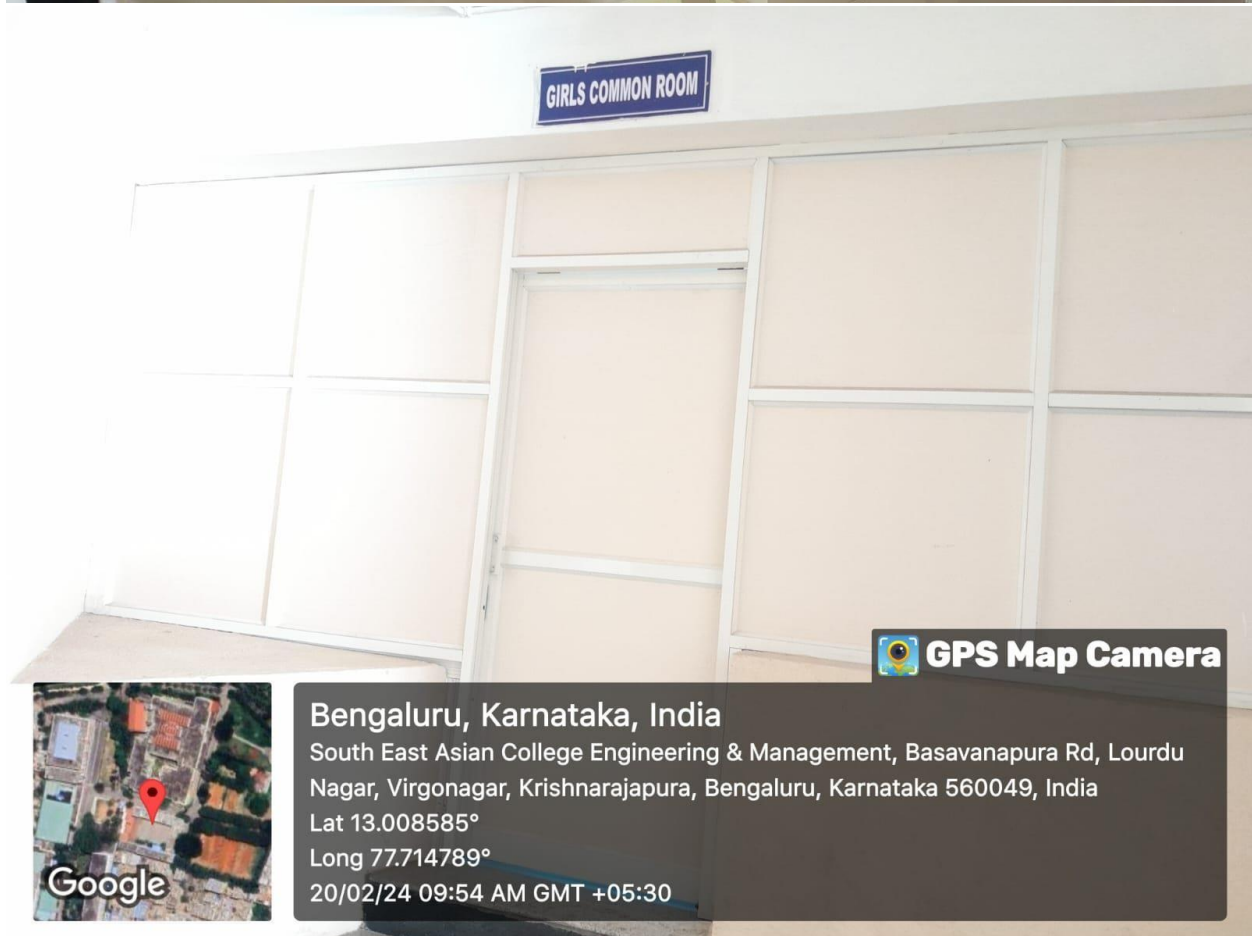 GIRLS COMMON ROOM
GPS Map Camera
Bengaluru, Karnataka, India
South East Asian College Engineering & Management, Basavanapura Rd, Lourdu
Nagar, Virgonagar, Krishnarajapura, Bengaluru, Karnataka 560049, India
Lat 13.008585°
Long 77.714789°
20/02/24 09:54 AM GMT +05:30
Google